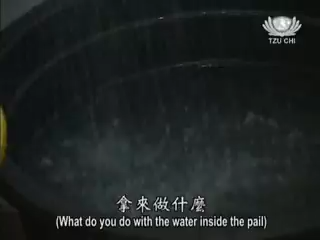 TZU CHI
拿來做什麼
(What do you do with the water inside the pail)